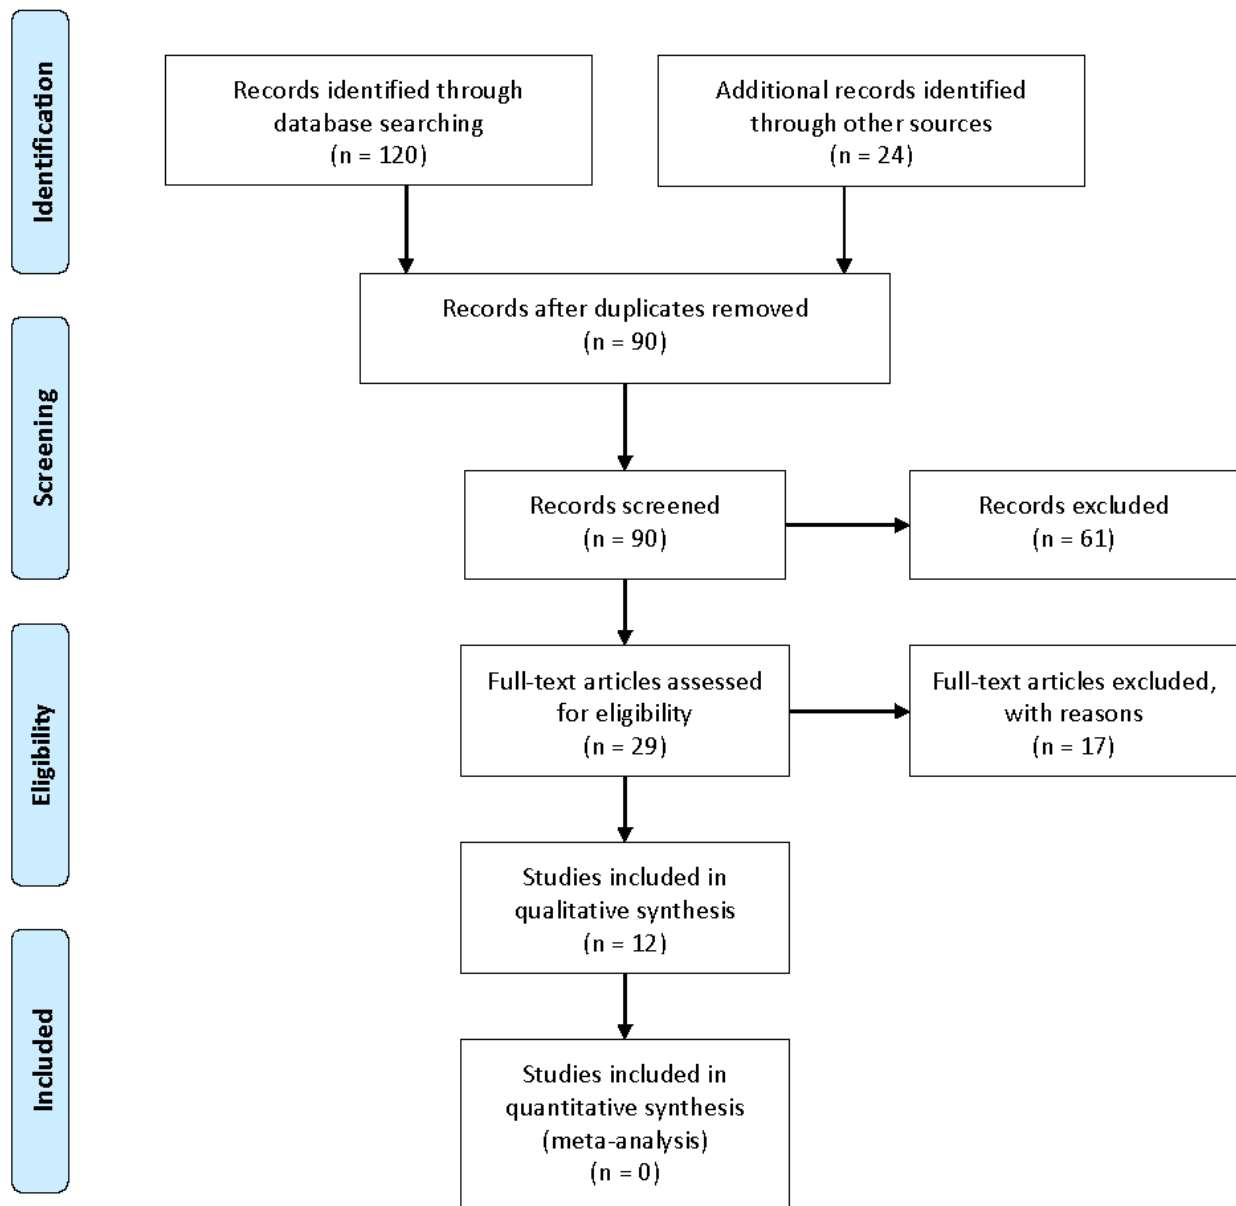 Identification
Records identified through
database searching
(n = 120)
Additional records identified
through other sources
(n = 24)
Records after duplicates removed
(n = 90)
Screening
Records screened
(n = 90)
Records excluded
(n = 61)
Eligibility
Full-text articles assessed
for eligibility
(n = 29)
Full-text articles excluded,
with reasons
(n = 17)
Studies included in
qualitative synthesis
(n = 12)
Included
Studies included in
quantitative synthesis
(meta-analysis)
(n = 0)